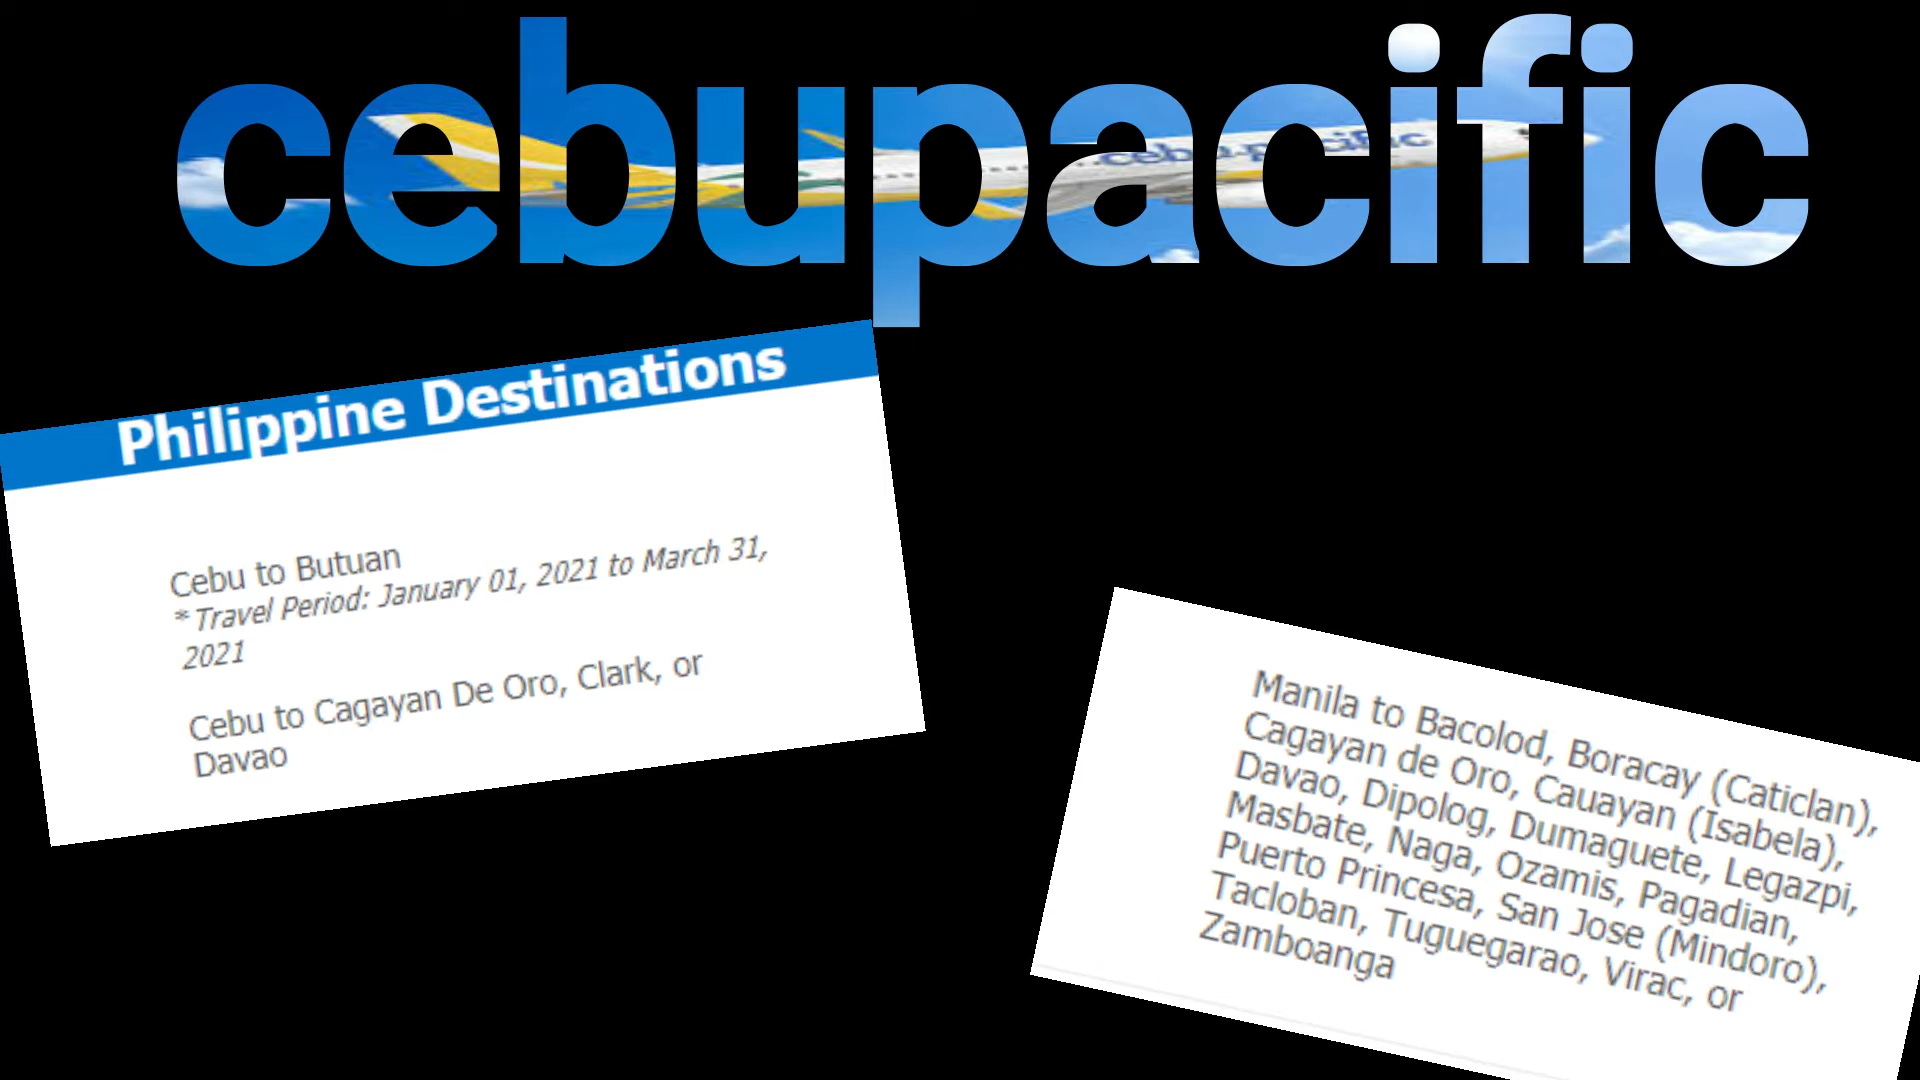 cebupacific
cebu pacific
Philippine Destinations
Cebu to Butuan
*Travel Period: January 01, 2021 to March 31,
2021
Cebu to Cagayan De Oro, Clark, or
Davao
Manila to Bacolod, Boracay (Caticlan),
Cagayan de Oro, Cauayan (Isabela),
Davao, Dipolog, Dumaguete, Legazpi,
Masbate, Naga, Ozamis, Pagadian,
Puerto Princesa, San Jose (Mindoro),
Tacloban, Tuguegarao, Virac, or
Zamboanga